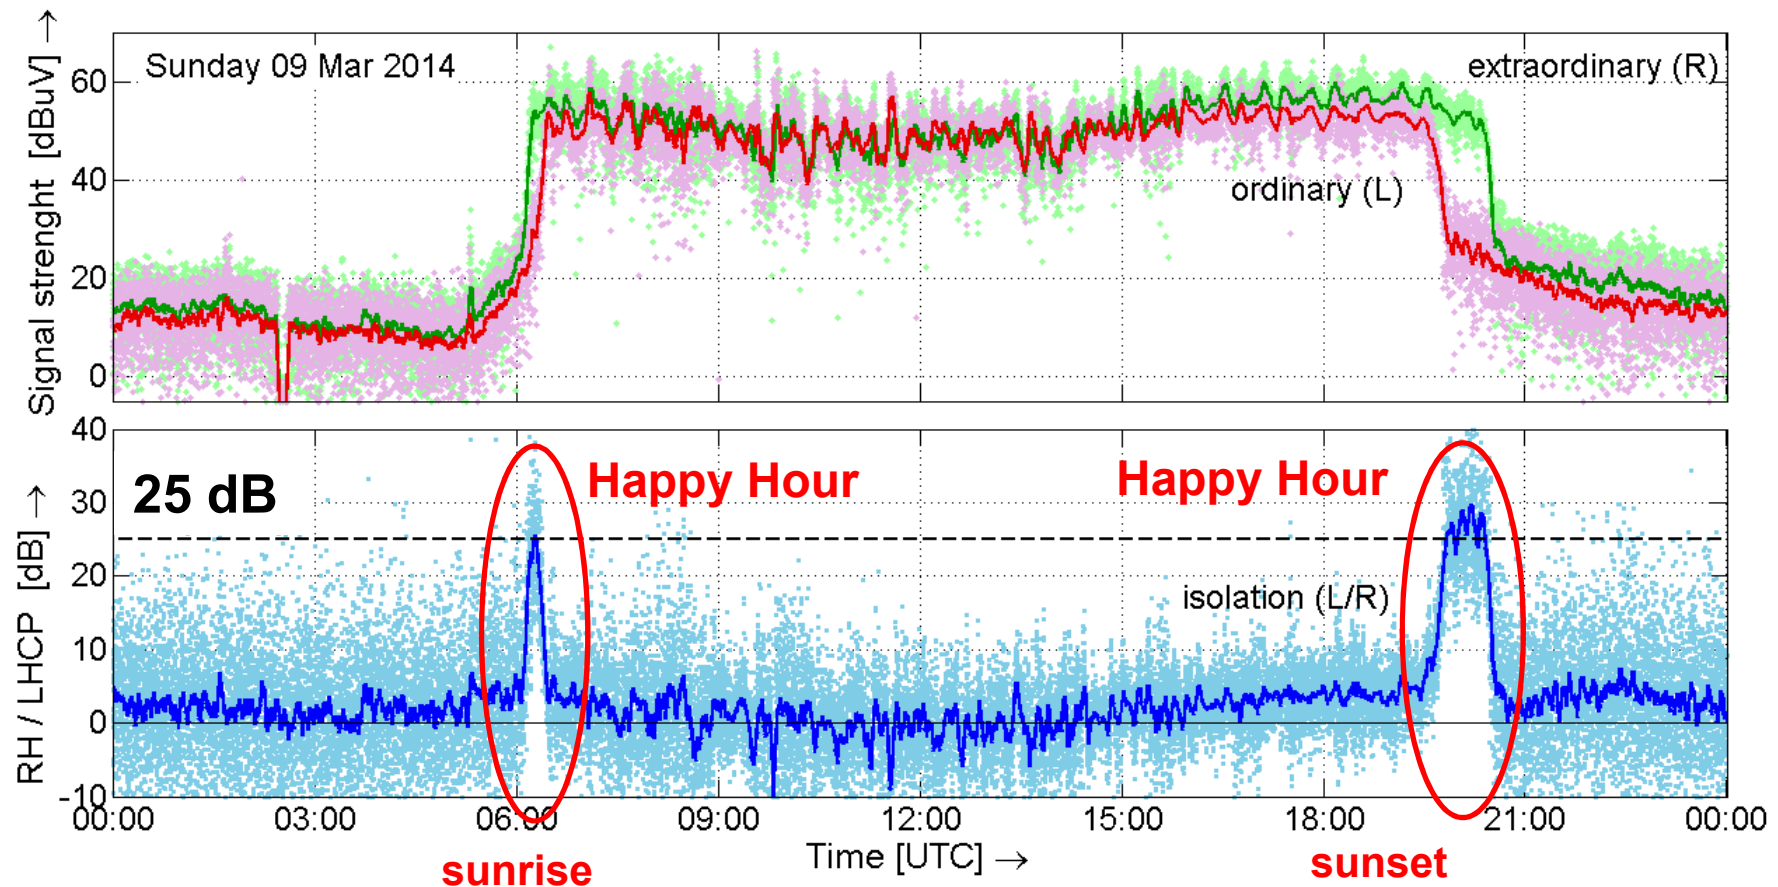 Signal strenght [dBuV] →
60
40
20
0
Sunday 09 Mar 2014
extraordinary (R)
ordinary (L)
RH / LHCP [dB] →
40
30
20
10
0
-10
25 dB
Happy Hour
Happy Hour
isolation (L/R)
00:00 03:00 06:00 09:00 12:00 15:00 18:00 21:00 00:00
Time [UTC] →
sunrise
sunset